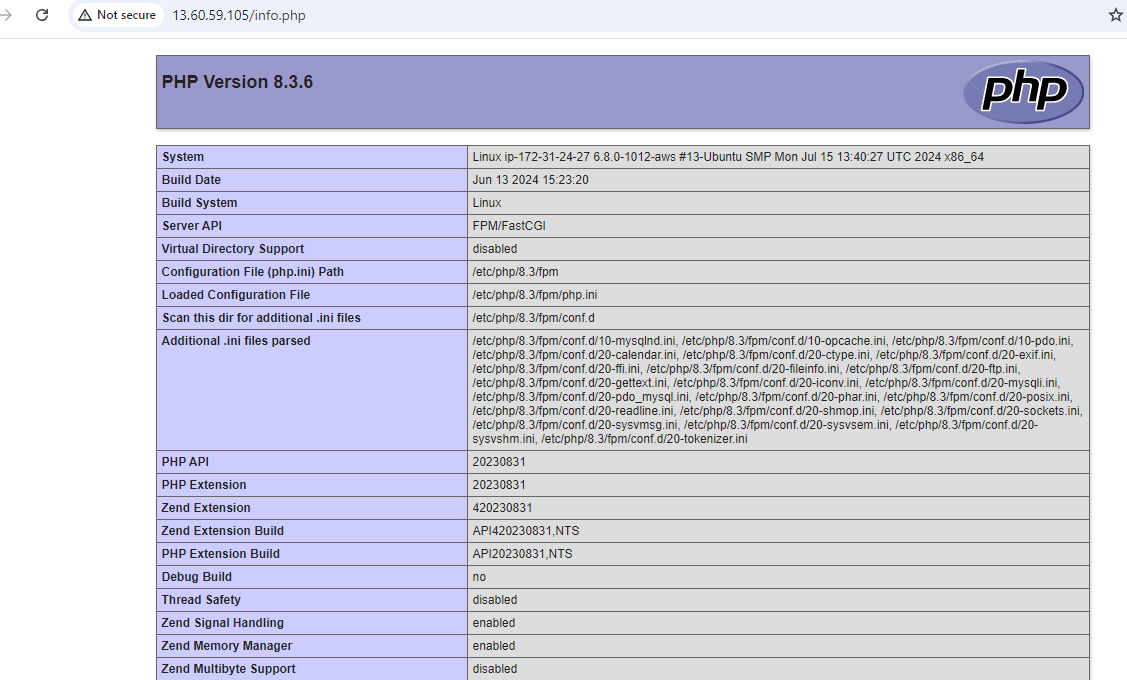 Not secure 13.60.59.105/info.php
PHP Version 8.3.6
php
System Linux ip-172-31-24-27 6.8.0-1012-aws #13-Ubuntu SMP Mon Jul 15 13:40:27 UTC 2024 x86_64
Build Date Jun 13 2024 15:23:20
Build System Linux
Server API FPM/FastCGI
Virtual Directory Support disabled
Configuration File (php.ini) Path /etc/php/8.3/fpm
Loaded Configuration File /etc/php/8.3/fpm/php.ini
Scan this dir for additional .ini files /etc/php/8.3/fpm/conf.d
Additional .ini files parsed /etc/php/8.3/fpm/conf.d/10-mysqlnd.ini, /etc/php/8.3/fpm/conf.d/10-opcache.ini, /etc/php/8.3/fpm/conf.d/10-pdo.ini,
/etc/php/8.3/fpm/conf.d/20-calendar.ini, /etc/php/8.3/fpm/conf.d/20-ctype.ini, /etc/php/8.3/fpm/conf.d/20-exif.ini,
/etc/php/8.3/fpm/conf.d/20-ffi.ini, /etc/php/8.3/fpm/conf.d/20-fileinfo.ini, /etc/php/8.3/fpm/conf.d/20-ftp.ini,
/etc/php/8.3/fpm/conf.d/20-gettext.ini, /etc/php/8.3/fpm/conf.d/20-iconv.ini, /etc/php/8.3/fpm/conf.d/20-mysqli.ini,
/etc/php/8.3/fpm/conf.d/20-pdo_mysql.ini, /etc/php/8.3/fpm/conf.d/20-phar.ini, /etc/php/8.3/fpm/conf.d/20-posix.ini,
/etc/php/8.3/fpm/conf.d/20-readline.ini, /etc/php/8.3/fpm/conf.d/20-shmop.ini, /etc/php/8.3/fpm/conf.d/20-sockets.ini,
/etc/php/8.3/fpm/conf.d/20-sysvmsg.ini, /etc/php/8.3/fpm/conf.d/20-sysvsem.ini, /etc/php/8.3/fpm/conf.d/20-
sysvshm.ini, /etc/php/8.3/fpm/conf.d/20-tokenizer.ini
PHP API 20230831
PHP Extension 20230831
Zend Extension 420230831
Zend Extension Build API420230831,NTS
PHP Extension Build API20230831,NTS
Debug Build no
Thread Safety disabled
Zend Signal Handling enabled
Zend Memory Manager enabled
Zend Multibyte Support disabled